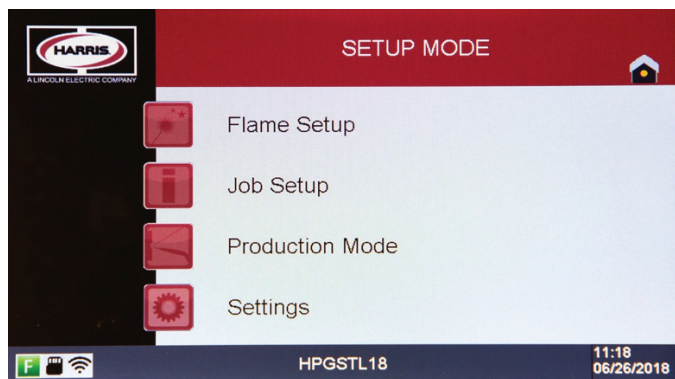 HARRIS.
A LINCOLN ELECTRIC COMPANY
SETUP MODE
Flame Setup
Job Setup
Production Mode
Settings
F
HPGSTL18
11:18
06/26/2018